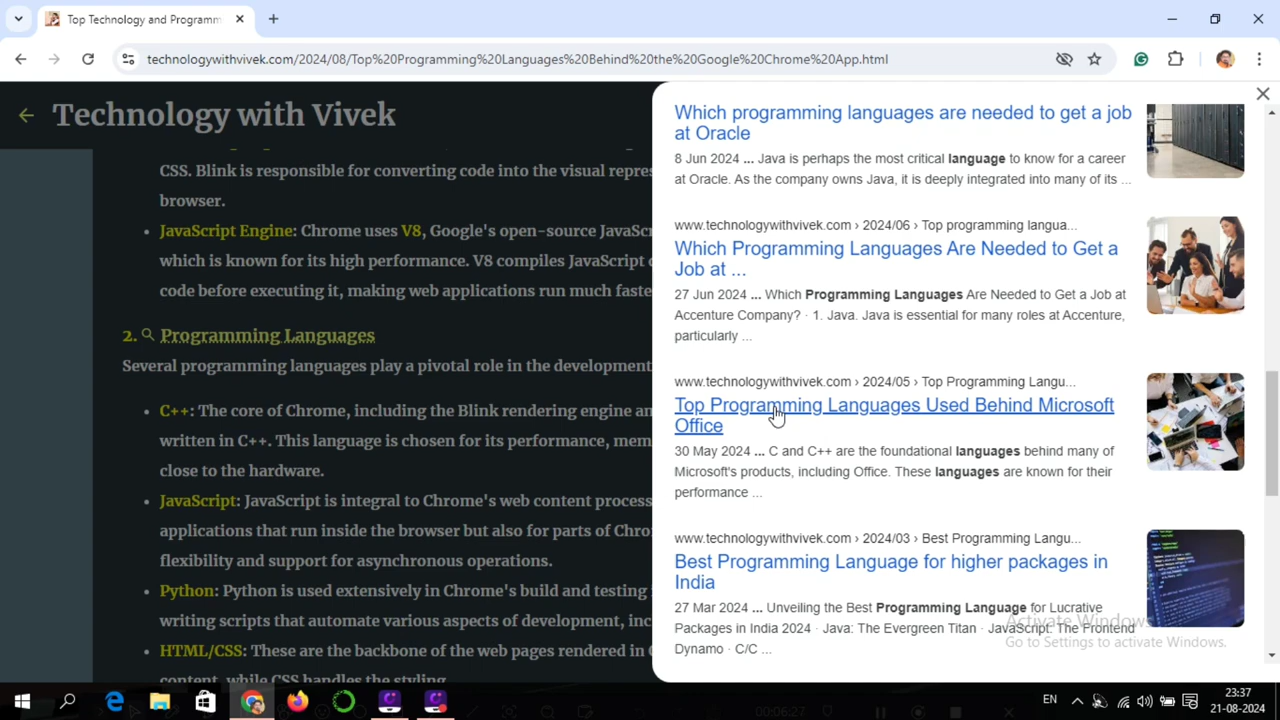 Top Technology and Programm
technologywithvivek.com/2024/08/Top%20Programming%20Languages%20Behind%20the%20Google%20Chrome%20App.html
Technology with Vivek
CSS. Blink is responsible for converting code into the visual repres
browser.
JavaScript Engine: Chrome uses V8, Google's open-source JavaSc
which is known for its high performance. V8 compiles JavaScript
code before executing it, making web applications run much faste
2. Programming Languages
Several programming languages play a pivotal role in the development
C++: The core of Chrome, including the Blink rendering engine an
written in C++. This language is chosen for its performance, mem
close to the hardware.
JavaScript: JavaScript is integral to Chrome's web content process
applications that run inside the browser but also for parts of Chro
flexibility and support for asynchronous operations.
Python: Python is used extensively in Chrome's build and testing
writing scripts that automate various aspects of development, inc
HTML/CSS: These are the backbone of the web pages rendered in C
content, while CSS handles the styling.
Which programming languages are needed to get a job
at Oracle
8 Jun 2024 ... Java is perhaps the most critical language to know for a career
at Oracle. As the company owns Java, it is deeply integrated into many of its ...
www.technologywithvivek.com › 2024/06 › Top programming langua...
Which Programming Languages Are Needed to Get a
Job at ...
27 Jun 2024 ... Which Programming Languages Are Needed to Get a Job at
Accenture Company? · 1. Java. Java is essential for many roles at Accenture,
particularly ...
www.technologywithvivek.com › 2024/05 › Top Programming Langu...
Top Programming Languages Used Behind Microsoft
Office
30 May 2024 ... C and C++ are the foundational languages behind many of
Microsoft's products, including Office. These languages are known for their
performance ...
www.technologywithvivek.com › 2024/03 › Best Programming Langu...
Best Programming Language for higher packages in
India
27 Mar 2024 ... Unveiling the Best Programming Language for Lucrative
Packages in India 2024 · Java: The Evergreen Titan · JavaScript: The Frontend
Dynamo · C/C ...
Activate Windows
Go to Settings to activate Windows.
00:06:27
EN
23:37
21-08-2024